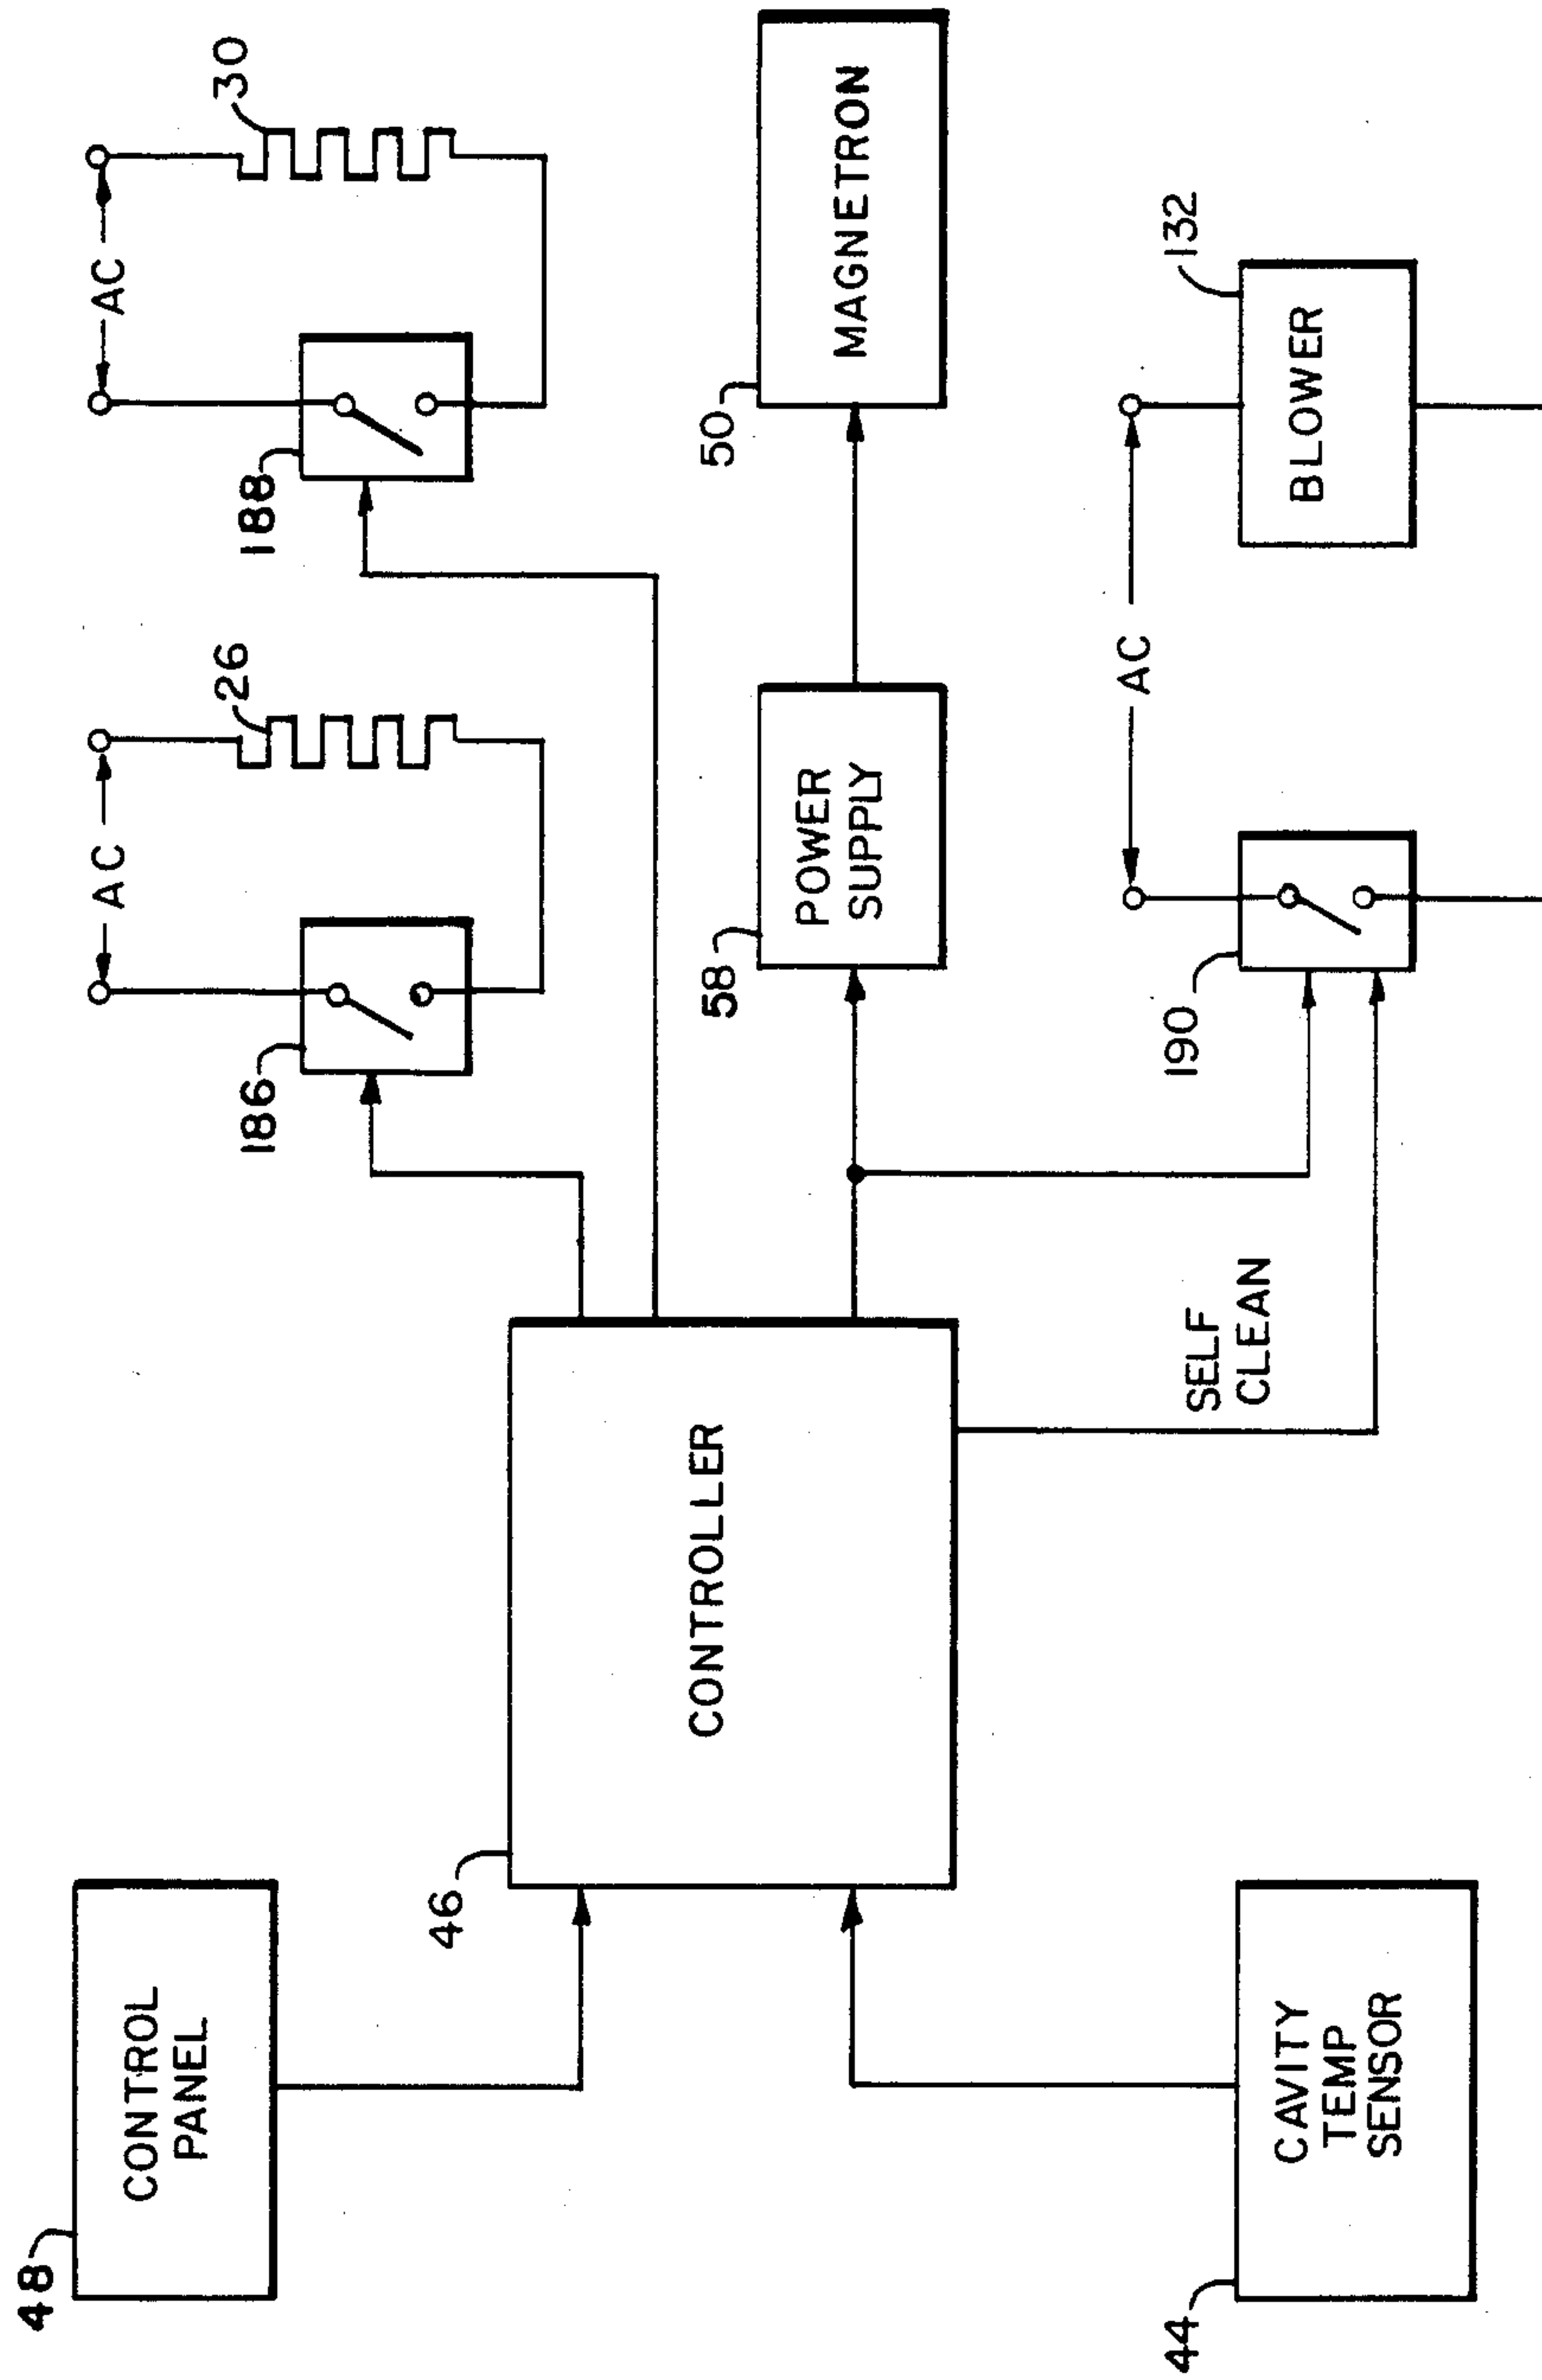 48
CONTROL
PANEL
46
CONTROLLER
44
CAVITY
TEMP
SENSOR
186
AC
26
188
AC
30
58
POWER
SUPPLY
50
MAGNETRON
SELF
CLEAN
190
AC
132
BLOWER